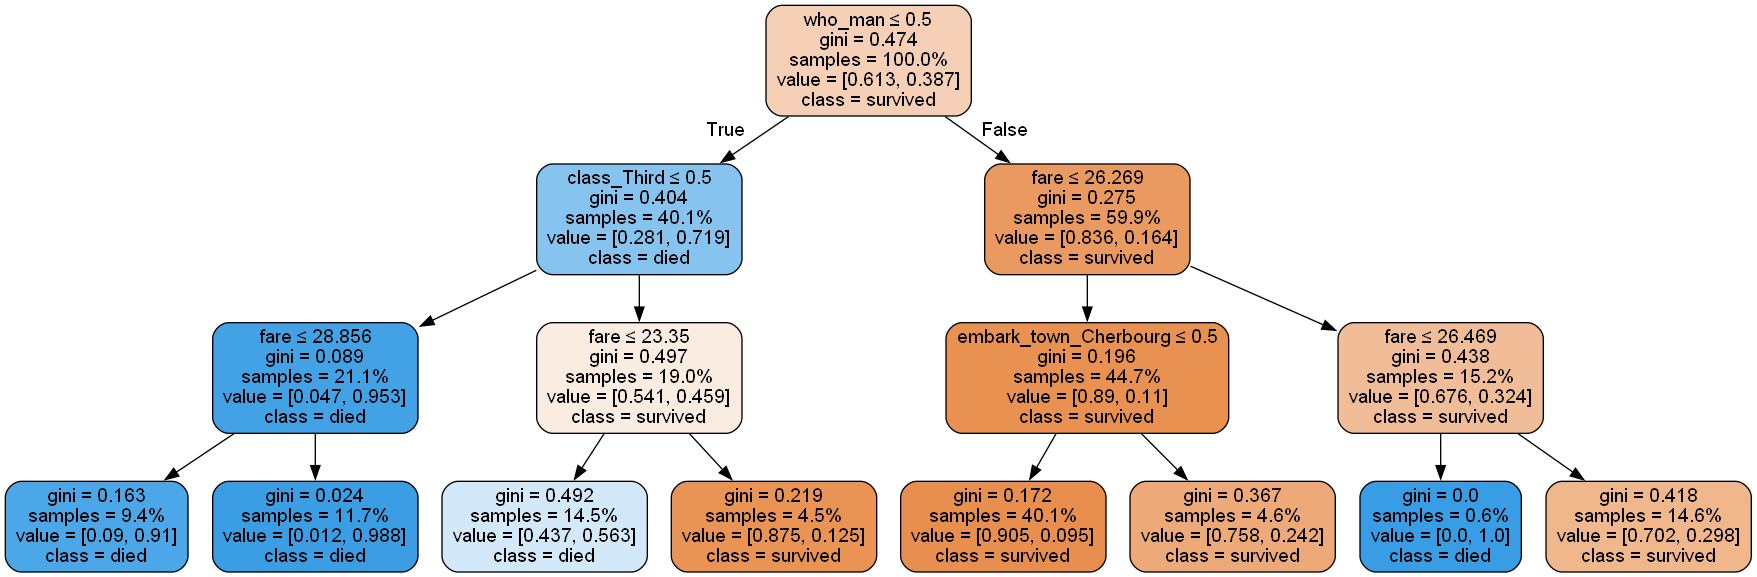 who_man ≤ 0.5
gini = 0.474
samples = 100.0%
value = [0.613, 0.387]
class = survived
True
False
class_Third ≤ 0.5
gini = 0.404
samples = 40.1%
value = [0.281, 0.719]
class = died
fare ≤ 26.269
gini = 0.275
samples = 59.9%
value = [0.836, 0.164]
class = survived
fare ≤ 28.856
gini = 0.089
samples = 21.1%
value = [0.047, 0.953]
class = died
fare ≤ 23.35
gini = 0.497
samples = 19.0%
value = [0.541, 0.459]
class = survived
embark_town_Cherbourg ≤ 0.5
gini = 0.196
samples = 44.7%
value = [0.89, 0.11]
class = survived
fare ≤ 26.469
gini = 0.438
samples = 15.2%
value = [0.676, 0.324]
class = survived
gini = 0.163
samples = 9.4%
value = [0.09, 0.91]
class = died
gini = 0.024
samples = 11.7%
value = [0.012, 0.988]
class = died
gini = 0.492
samples = 14.5%
value = [0.437, 0.563]
class = died
gini = 0.219
samples = 4.5%
value = [0.875, 0.125]
class = survived
gini = 0.172
samples = 40.1%
value = [0.905, 0.095]
class = survived
gini = 0.367
samples = 4.6%
value = [0.758, 0.242]
class = survived
gini = 0.0
samples = 0.6%
value = [0.0, 1.0]
class = died
gini = 0.418
samples = 14.6%
value = [0.702, 0.298]
class = survived